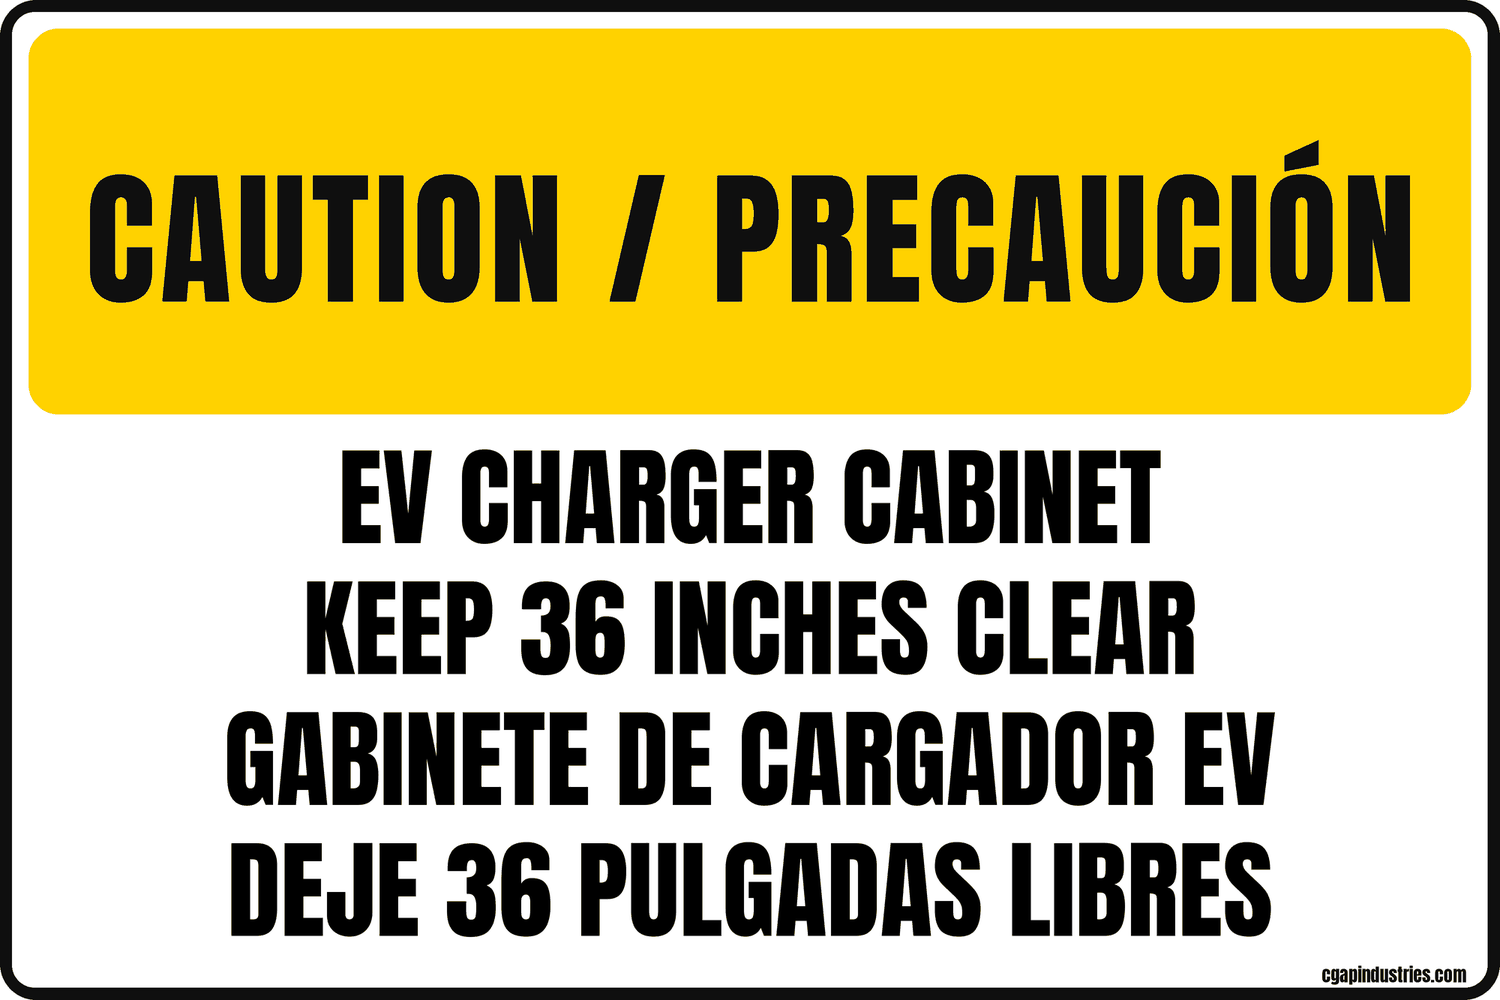 CAUTION / PRECAUCIÓN
EV CHARGER CABINET
KEEP 36 INCHES CLEAR
GABINETE DE CARGADOR EV
DEJE 36 PULGADAS LIBRES
cgapindustries.com